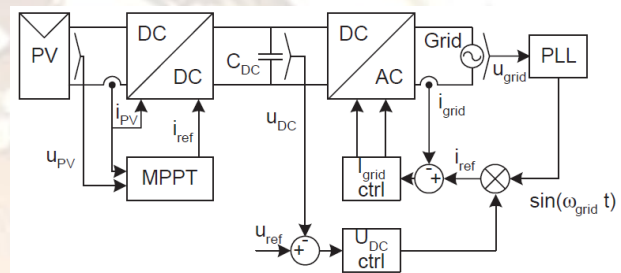 PV
DC
DC
C_DC
DC
AC
Grid
u_grid
PLL
i_PV
i_ref
u_DC
i_grid
u_PV
MPPT
I_grid
ctrl
-
+
i_ref
sin(ω_grid t)
u_ref
+
-
U_DC
ctrl